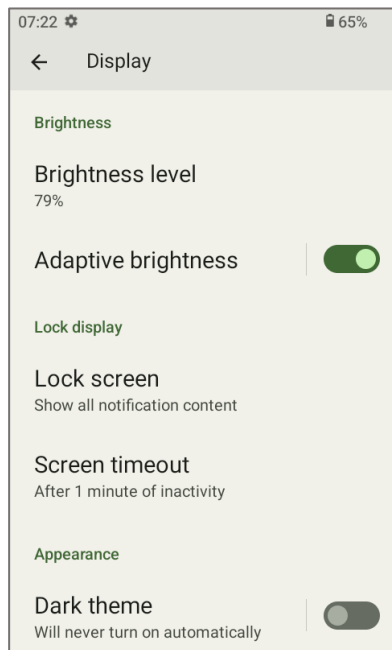 07:22 65%
Display
Brightness
Brightness level
79%
Adaptive brightness
Lock display
Lock screen
Show all notification content
Screen timeout
After 1 minute of inactivity
Appearance
Dark theme
Will never turn on automatically